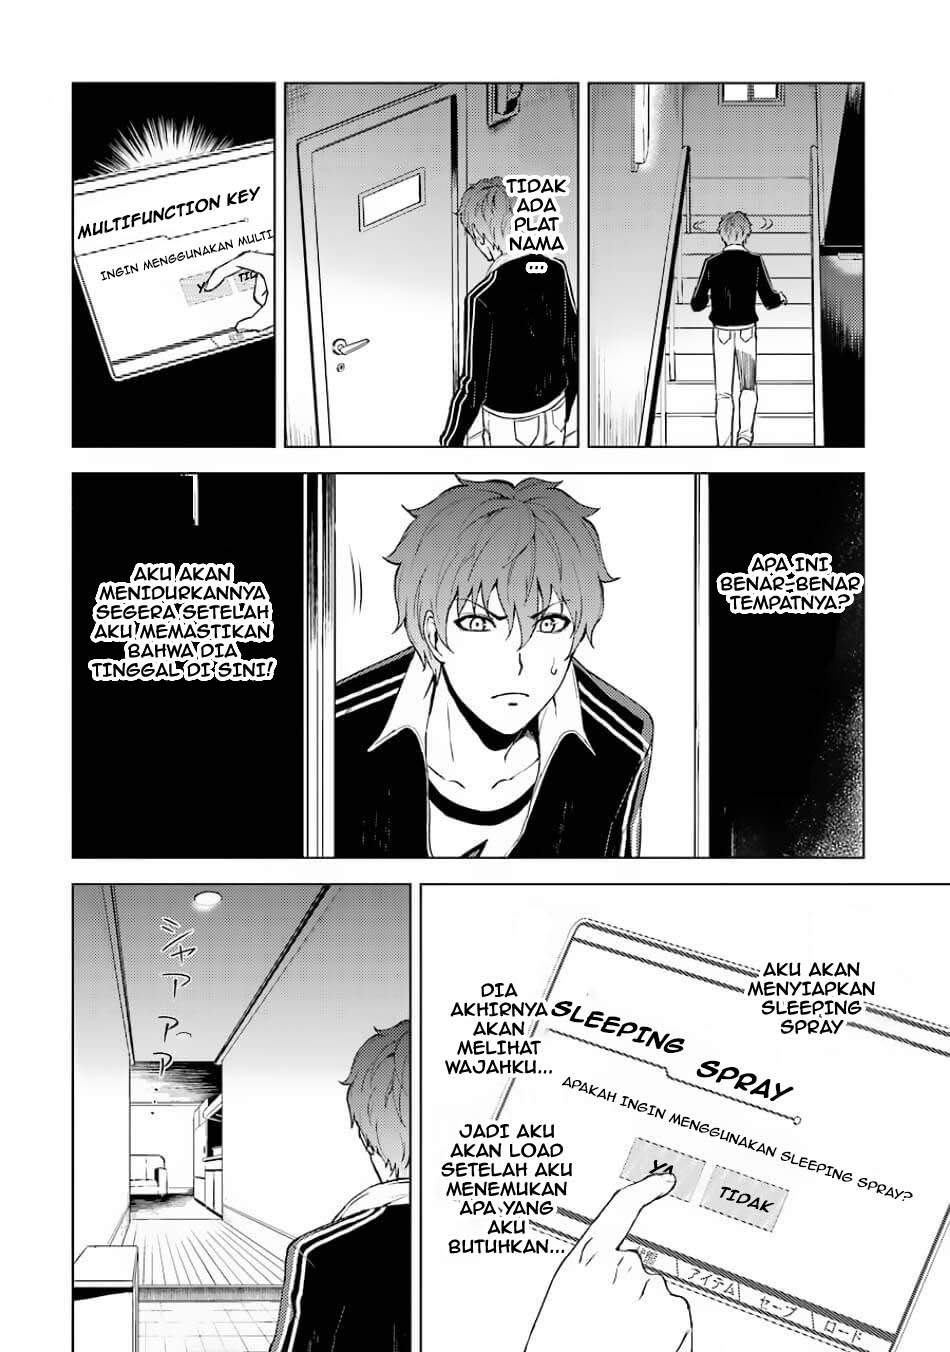 TIDAK
ADA
PLAT
NAMA
...
MULTIFUNCTION KEY
INGIN MENGGUNAKAN MULTI
YA
TID
APA INI
BENAR-BENAR
TEMPATNYA?
AKU AKAN
MENIDURKANNYA
SEGERA SETELAH
AKU MEMASTIKAN
BAHWA DIA
TINGGAL DI SINI!
AKU AKAN
MENYIAPKAN
SLEEPING
SPRAY
SLEEPING SPRAY
APAKAH INGIN MENGGUNAKAN SLEEPING SPRAY?
YA
TIDAK
アイテム
セーブ
ロード
DIA
AKHIRNYA
AKAN
MELIHAT
WAJAHKU...
JADI AKU
AKAN LOAD
SETELAH AKU
MENEMUKAN
APA YANG
AKU
BUTUHKAN...
シャアアァ